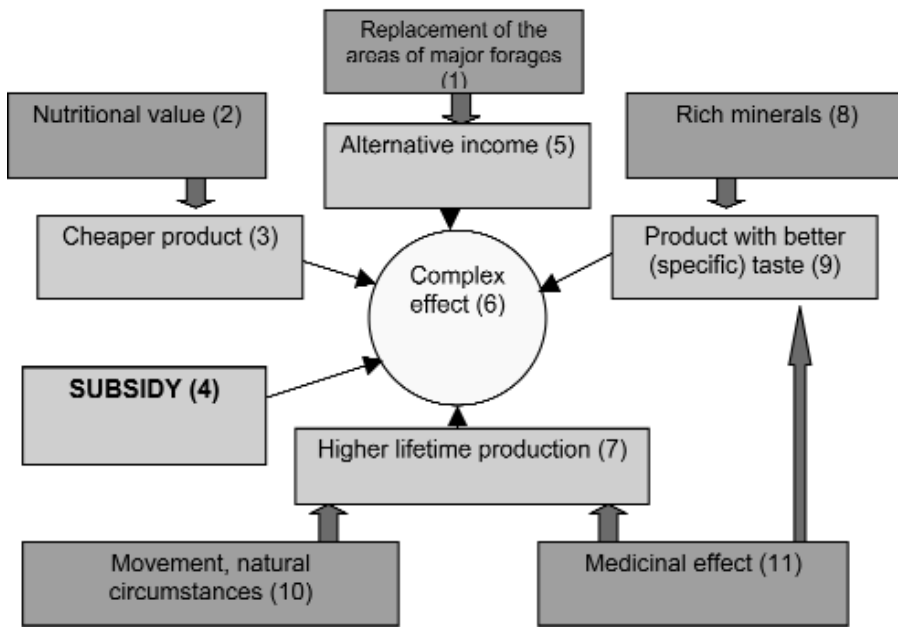 Replacement of the
areas of major forages
(1)
Nutritional value (2)
Rich minerals (8)
Alternative income (5)
Cheaper product (3)
Product with better
(specific) taste (9)
Complex
effect (6)
SUBSIDY (4)
Higher lifetime production (7)
Movement, natural
circumstances (10)
Medicinal effect (11)